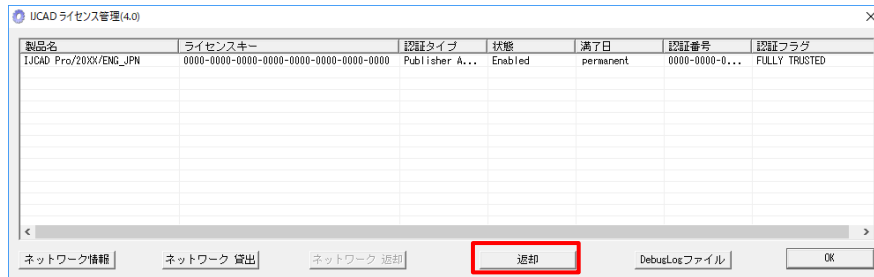 IJCAD ライセンス管理(4.0)
製品名 ライセンスキー 認証タイプ 状態 満了日 認証番号 認証フラグ
IJCAD Pro/20XX/ENG_JPN 0000-0000-0000-0000-0000-0000-0000-0000 Publisher A... Enabled permanent 0000-0000-0... FULLY TRUSTED
ネットワーク情報 ネットワーク 貸出 ネットワーク 返却 返却 DebugLogファイル OK